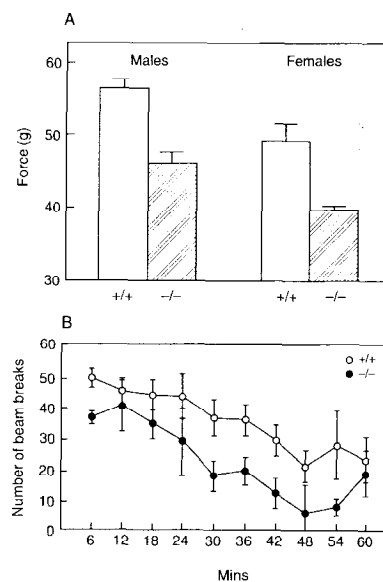 A
60
50
40
30
Force (g)
Males
Females
+/+
−/−
+/+
−/−
B
60
50
40
30
20
10
0
Number of beam breaks
+/+
−/−
6 12 18 24 30 36 42 48 54 60
Mins